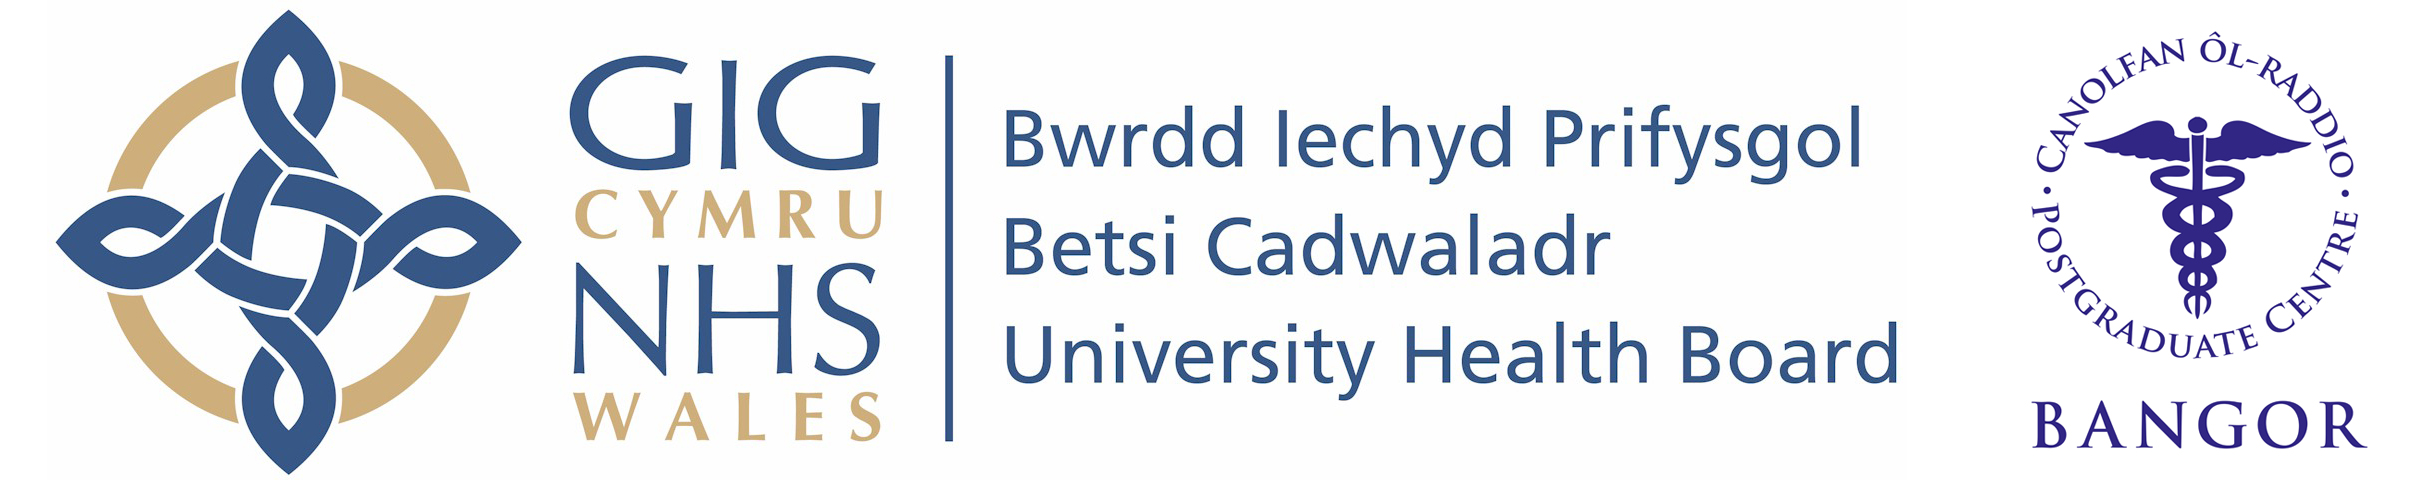 GIG
CYMRU
NHS
WALES
Bwrdd Iechyd Prifysgol
Betsi Cadwaladr
University Health Board
CANOLFAN ÔL-RADDIO
POSTGRADUATE CENTRE
BANGOR